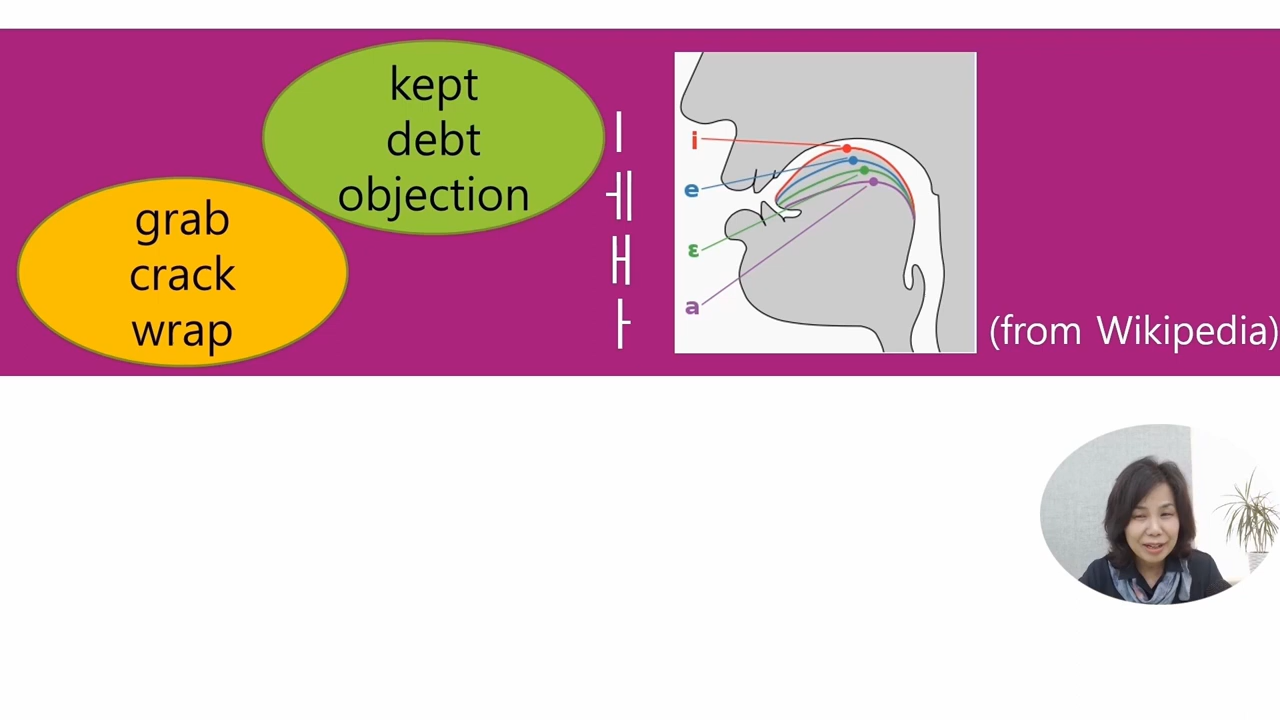 kept
debt
objection
grab
crack
wrap
ㅣ
ㅔ
ㅐ
ㅏ
i
e
ε
a
(from Wikipedia)